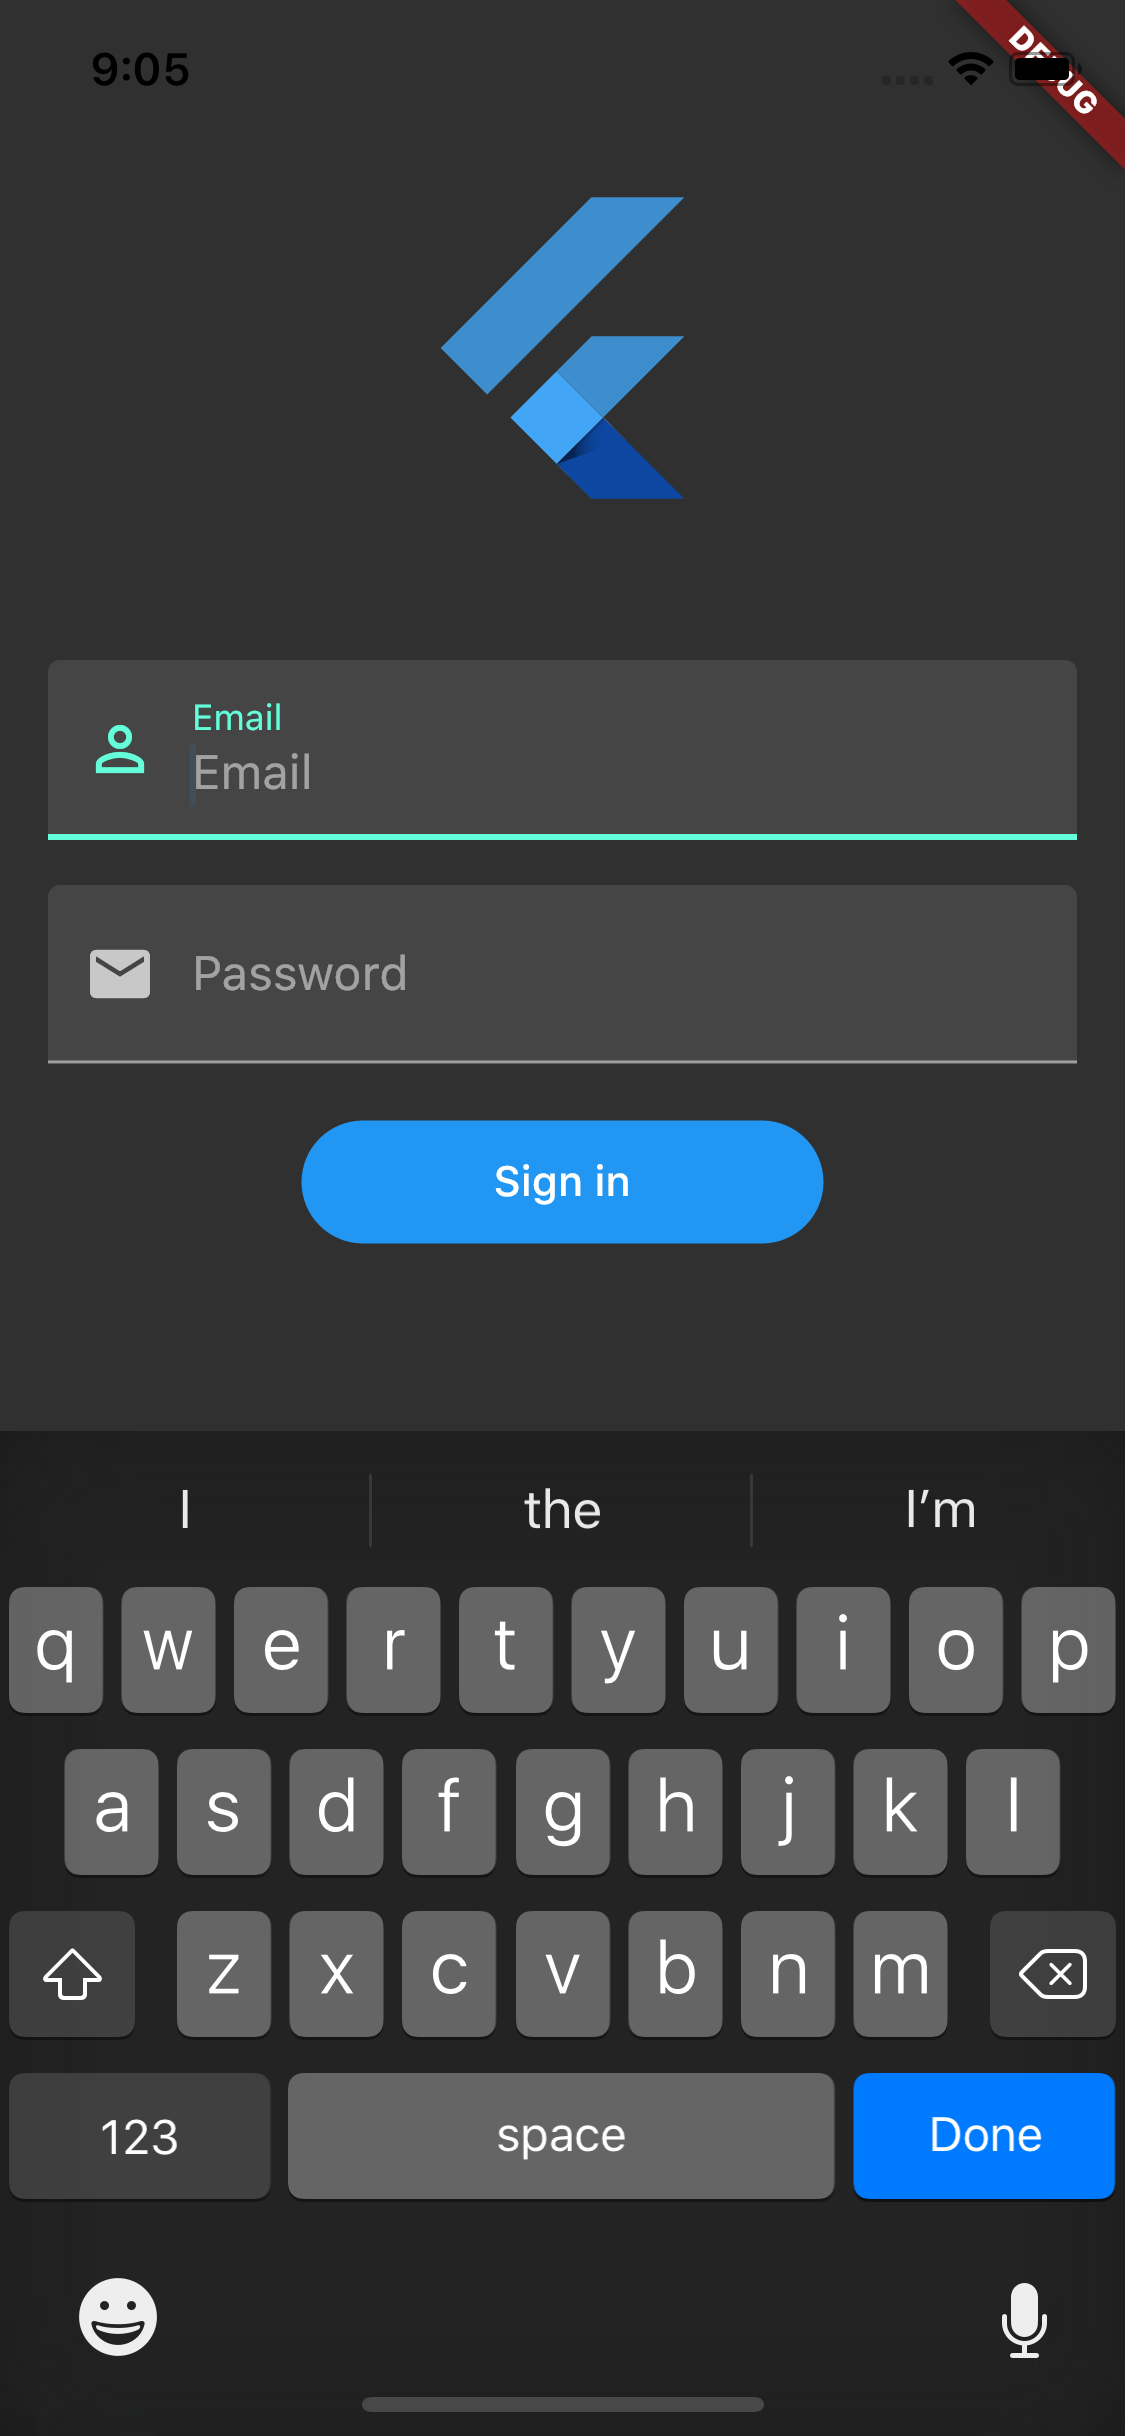 9:05
DEBUG
Email
Email
Password
Sign in
I the I’m
q w e r t y u i o p
a s d f g h j k l
z x c v b n m
123 space Done